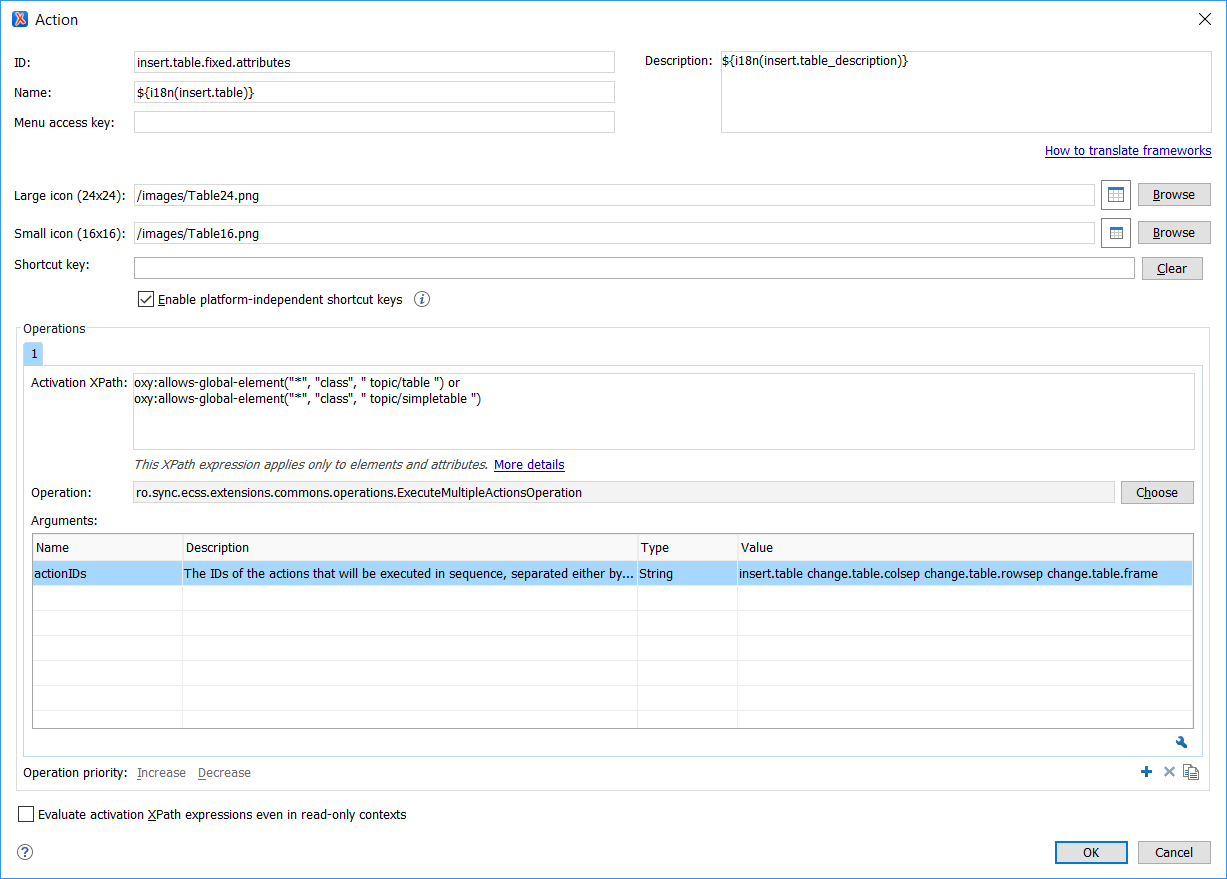 Action
ID:
insert.table.fixed.attributes
Description:
${i18n(insert.table_description)}
Name:
${i18n(insert.table)}
Menu access key:
How to translate frameworks
Large icon (24x24):
/images/Table24.png
Browse
Small icon (16x16):
/images/Table16.png
Browse
Shortcut key:
Clear
Enable platform-independent shortcut keys
Operations
1
Activation XPath:
oxy:allows-global-element("*", "class", " topic/table ") or
oxy:allows-global-element("*", "class", " topic/simpletable ")
This XPath expression applies only to elements and attributes. More details
Operation:
ro.sync.ecss.extensions.commons.operations.ExecuteMultipleActionsOperation
Choose
Arguments:
Name Description Type Value
actionIDs The IDs of the actions that will be executed in sequence, separated either by... String insert.table change.table.colsep change.table.rowsep change.table.frame
Operation priority: Increase Decrease
Evaluate activation XPath expressions even in read-only contexts
OK
Cancel